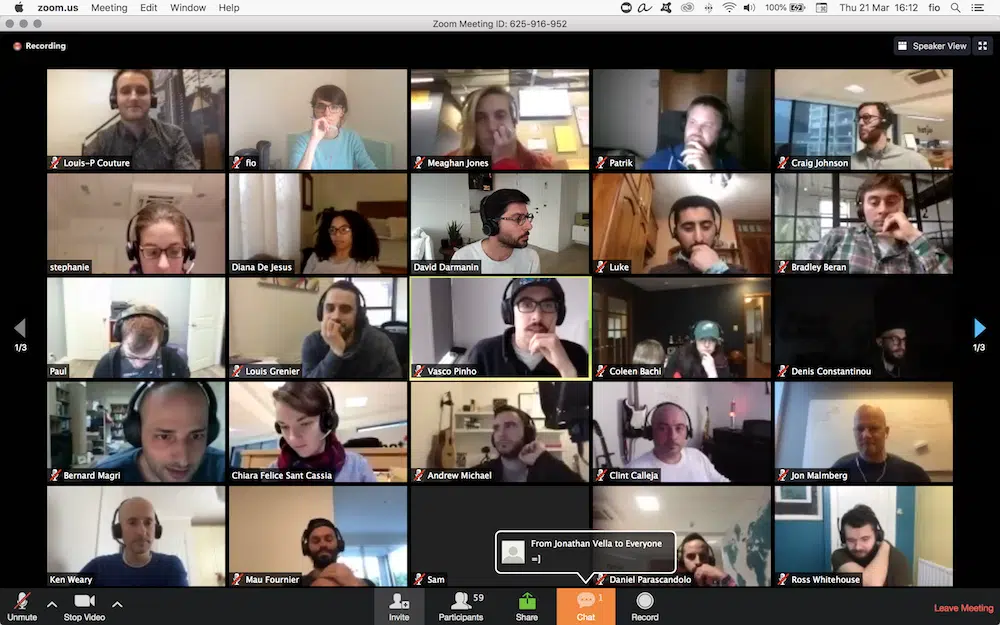 zoom.us Meeting Edit Window Help 100% Thu 21 Mar 16:12 fio
Zoom Meeting ID: 625-916-952
Recording
Speaker View
Louis-P Couture
fio
Meaghan Jones
Patrik
Craig Johnson
stephanie
Diana De Jesus
David Darmanin
Luke
Bradley Beran
1/3
1/3
Paul
Louis Grenier
Vasco Pinho
Coleen Bachi
Denis Constantinou
Bernard Magri
Chiara Felice Sant Cassia
Andrew Michael
Clint Calleja
Jon Malmberg
From Jonathan Vella to Everyone
=]
Ken Weary
Mau Fournier
Sam
Daniel Parascandolo
Ross Whitehouse
59
1
Unmute
Stop Video
Invite
Participants
Share
Chat
Record
Leave Meeting